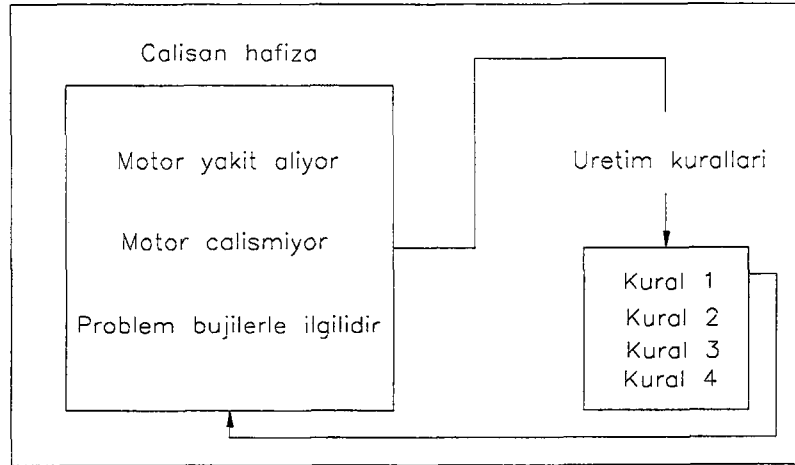 Calisan hafiza
Motor yakit aliyor
Motor calismiyor
Problem bujilerle ilgilidir
Uretim kurallari
Kural 1
Kural 2
Kural 3
Kural 4